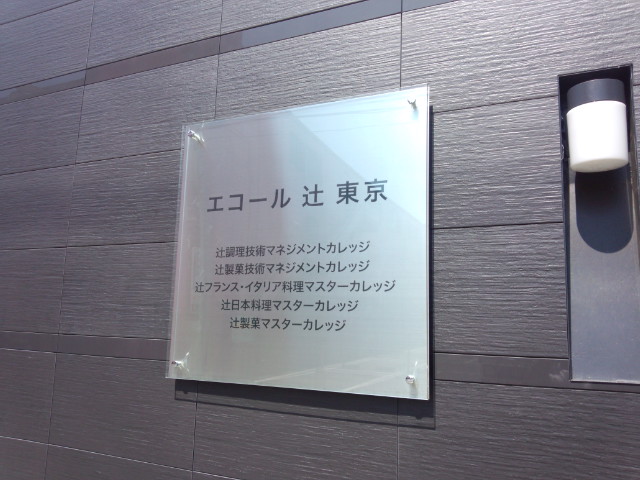 エコール 辻 東京
辻調理技術マネジメントカレッジ
辻製菓技術マネジメントカレッジ
辻フランス・イタリア料理マスターカレッジ
辻日本料理マスターカレッジ
辻製菓マスターカレッジ